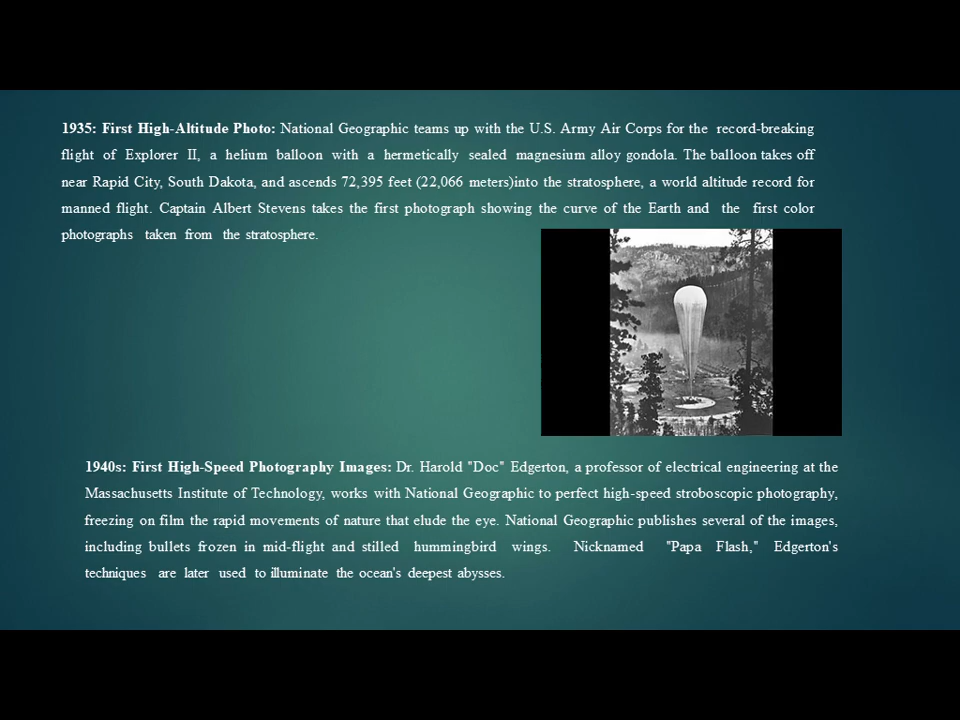 1935: First High-Altitude Photo: National Geographic teams up with the U.S. Army Air Corps for the record-breaking
flight of Explorer II, a helium balloon with a hermetically sealed magnesium alloy gondola. The balloon takes off
near Rapid City, South Dakota, and ascends 72,395 feet (22,066 meters)into the stratosphere, a world altitude record for
manned flight. Captain Albert Stevens takes the first photograph showing the curve of the Earth and the first color
photographs taken from the stratosphere.
1940s: First High-Speed Photography Images: Dr. Harold "Doc" Edgerton, a professor of electrical engineering at the
Massachusetts Institute of Technology, works with National Geographic to perfect high-speed stroboscopic photography,
freezing on film the rapid movements of nature that elude the eye. National Geographic publishes several of the images,
including bullets frozen in mid-flight and stilled hummingbird wings. Nicknamed "Papa Flash," Edgerton's
techniques are later used to illuminate the ocean's deepest abysses.